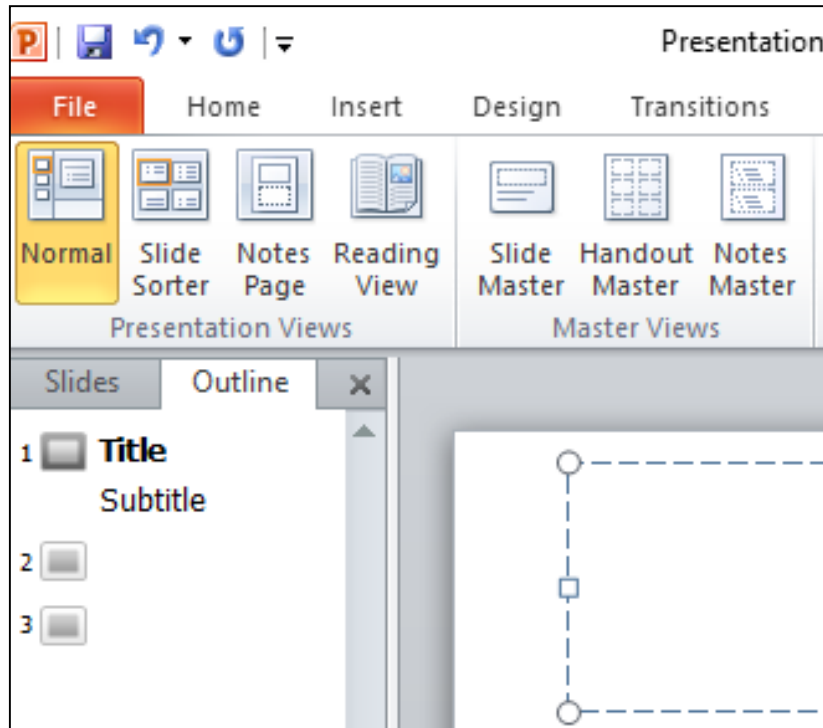 Presentation
File Home Insert Design Transitions
Normal Slide Sorter Notes Page Reading View Slide Master Handout Master Notes Master
Presentation Views Master Views
Slides Outline
1 Title
Subtitle
2
3